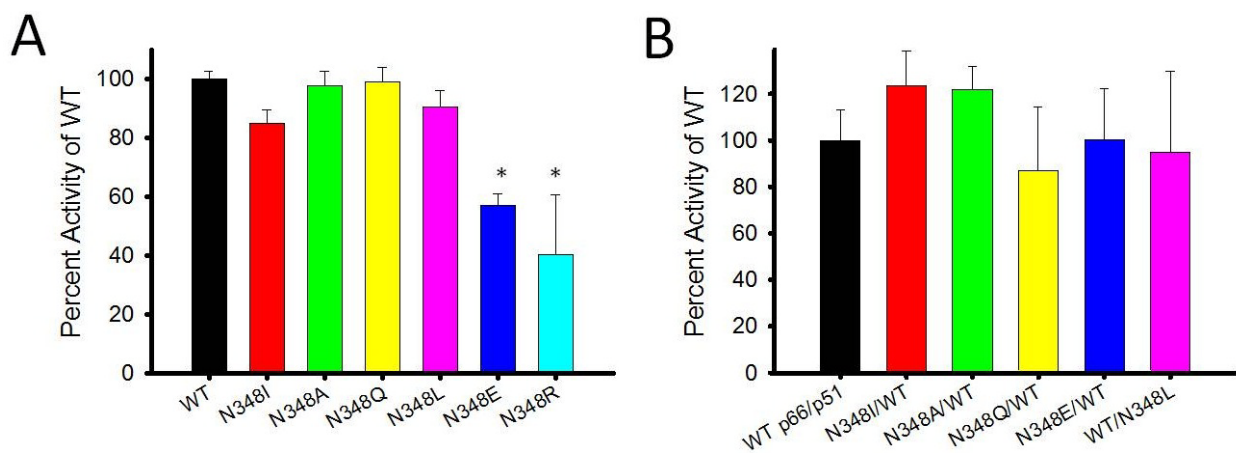 A
Percent Activity of WT
100
80
60
40
20
0
* *
WT N348I N348A N348Q N348L N348E N348R
B
Percent Activity of WT
120
100
80
60
40
20
0
WT p66/p51 N348I/WT N348A/WT N348Q/WT N348E/WT WT/N348L